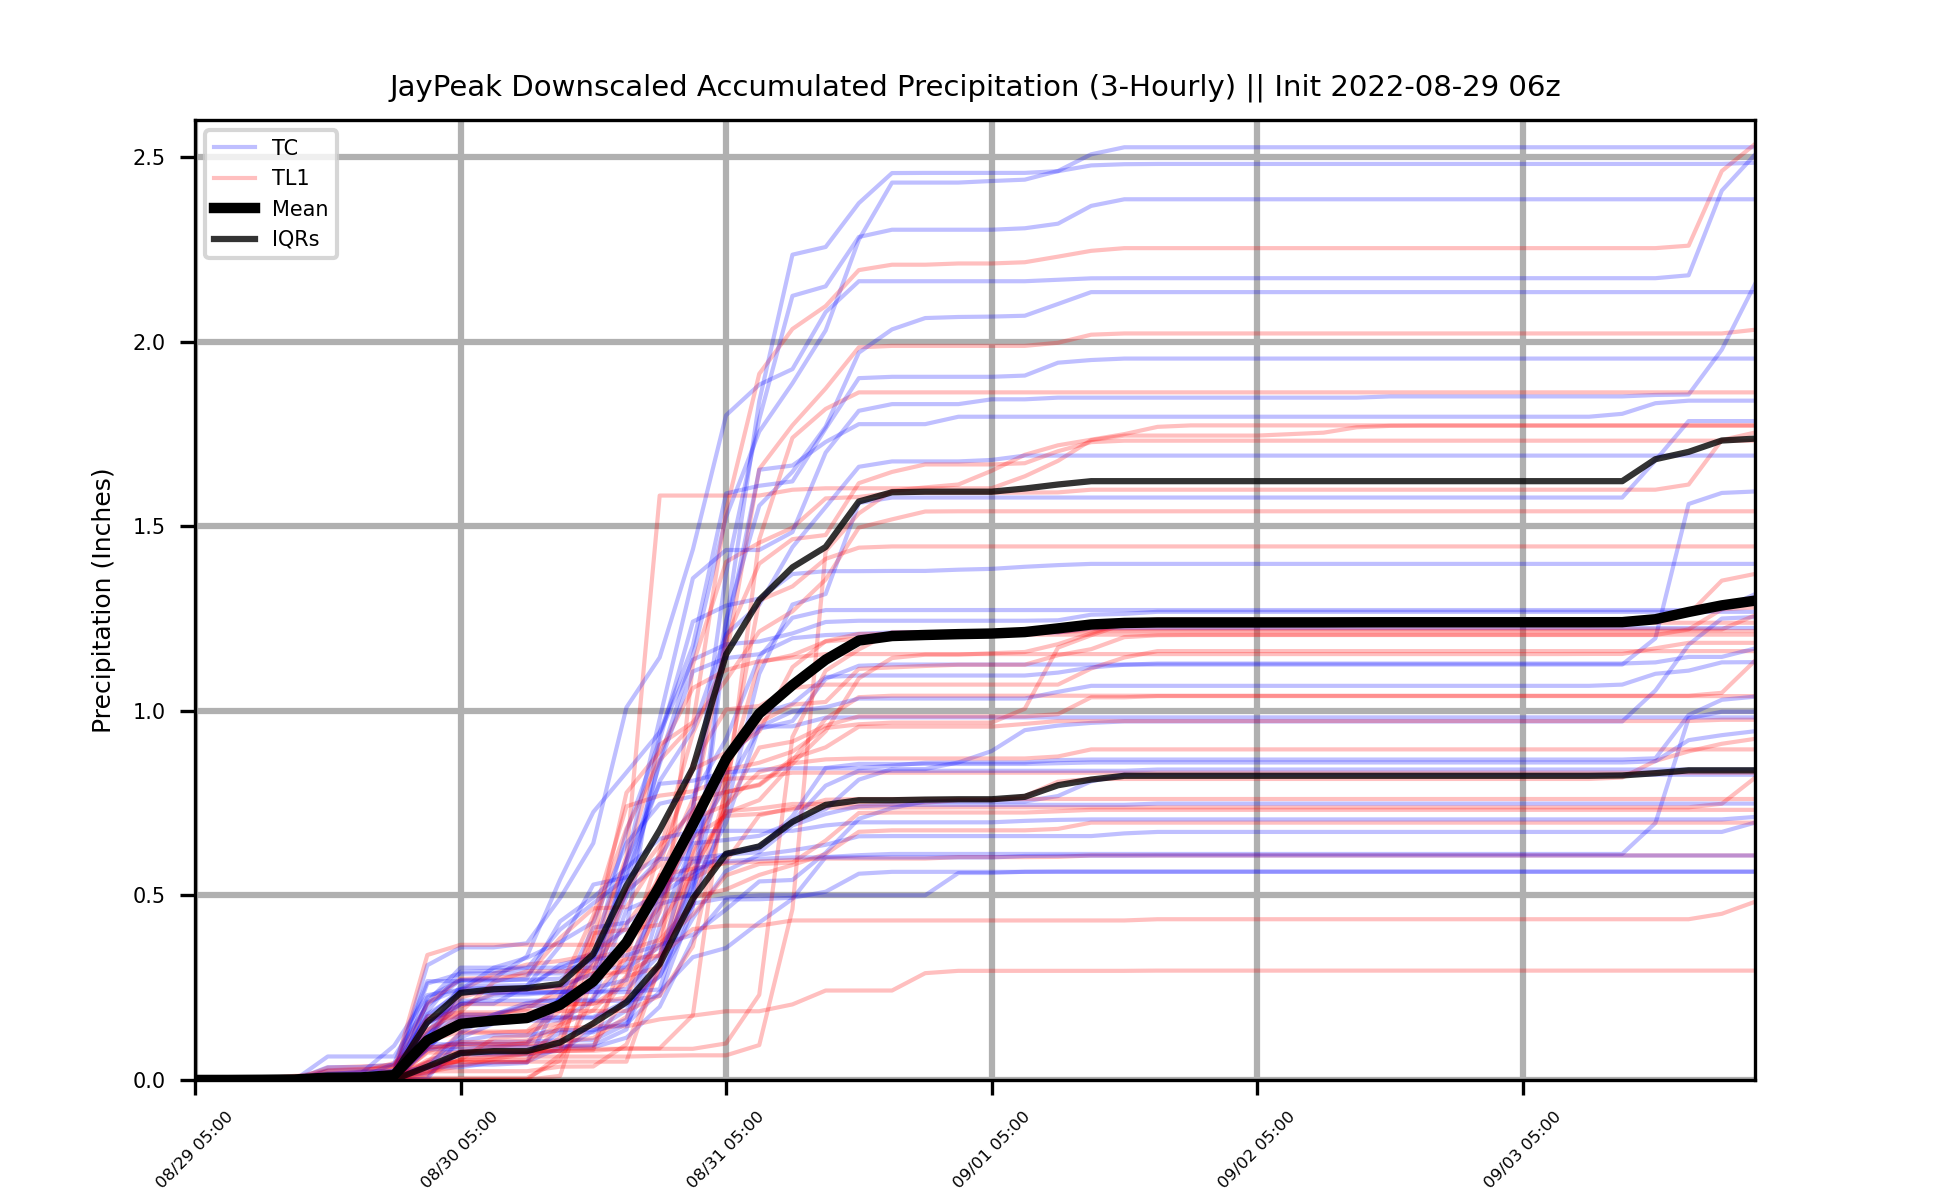 JayPeak Downscaled Accumulated Precipitation (3-Hourly) || Init 2022-08-29 06z
TC
TL1
Mean
IQRs
Precipitation (Inches)
2.5
2.0
1.5
1.0
0.5
0.0
08/29 05:00
08/30 05:00
08/31 05:00
09/01 05:00
09/02 05:00
09/03 05:00